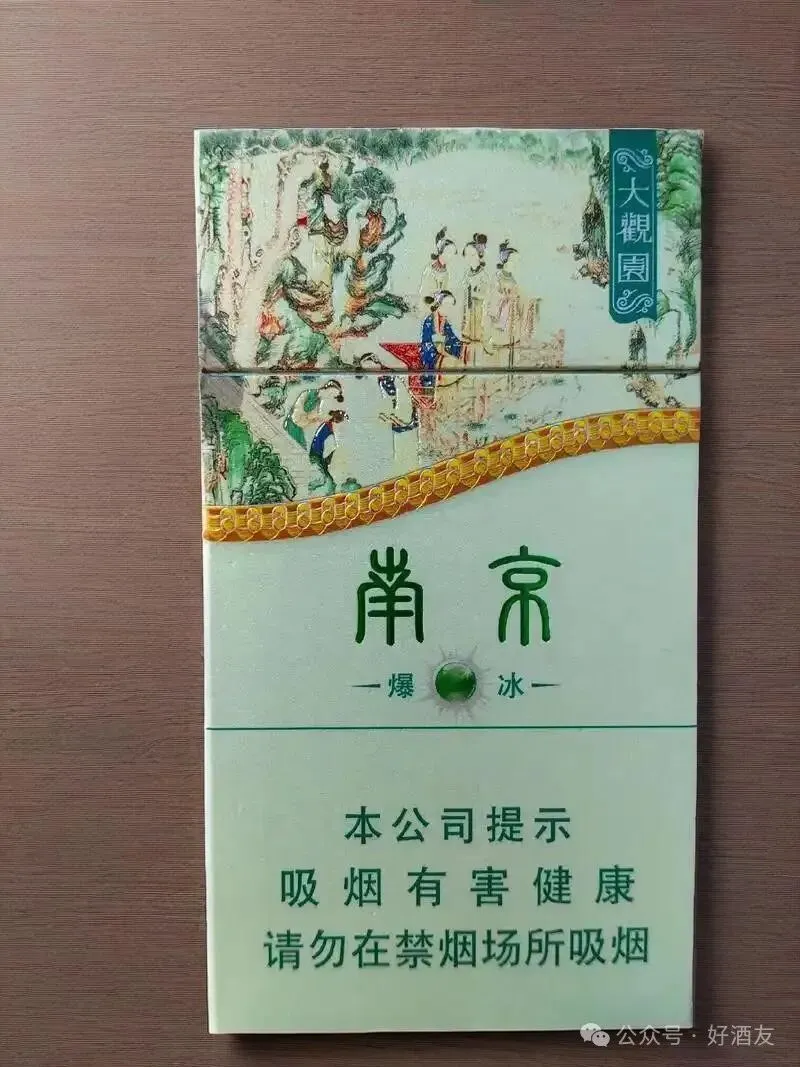 大觀園
南京
爆 冰
本公司提示
吸烟有害健康
请勿在禁烟场所吸烟
公众号·好酒友